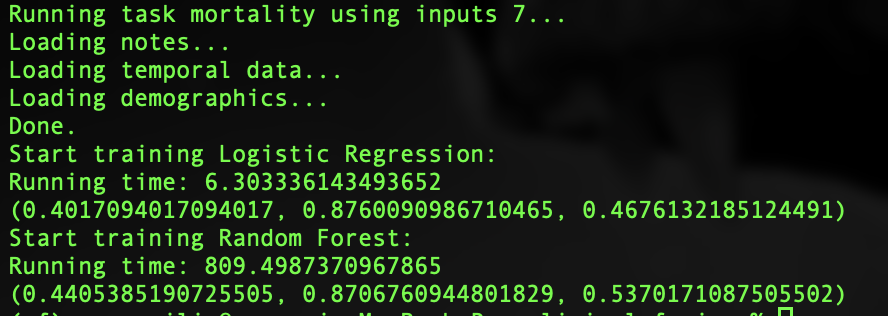 Running task mortality using inputs 7...
Loading notes...
Loading temporal data...
Loading demographics...
Done.
Start training Logistic Regression:
Running time: 6.303336143493652
(0.4017094017094017, 0.8760090986710465, 0.4676132185124491)
Start training Random Forest:
Running time: 809.4987370967865
(0.4405385190725505, 0.8706760944801829, 0.5370171087505502)